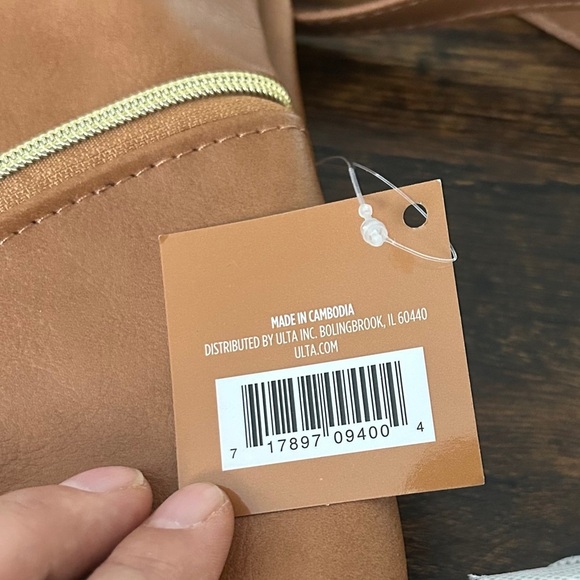 MADE IN CAMBODIA
DISTRIBUTED BY ULTA INC. BOLINGBROOK, IL 60440
ULTA.COM
7 17897 09400 4